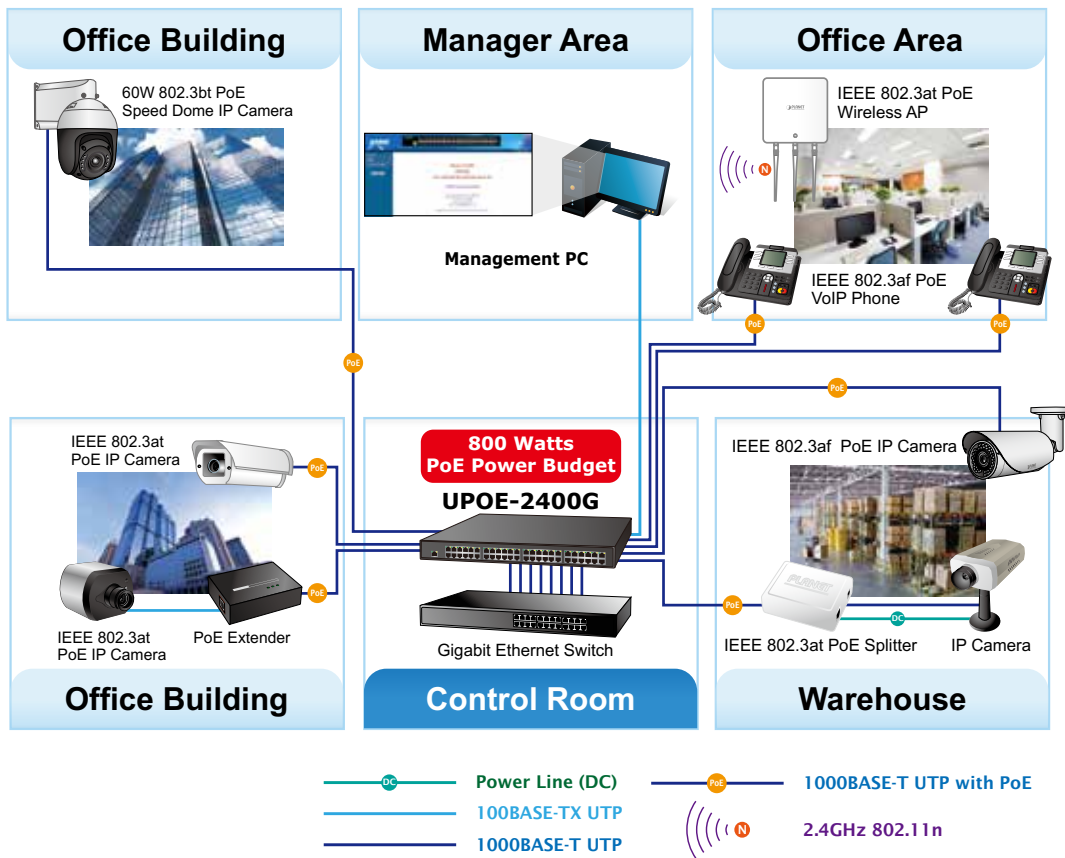 Office Building
60W 802.3bt PoE
Speed Dome IP Camera
Manager Area
Management PC
Office Area
IEEE 802.3at PoE
Wireless AP
PLANET
N
IEEE 802.3af PoE
VoIP Phone
PoE
PoE
PoE
PoE
IEEE 802.3at
PoE IP Camera
PoE
IEEE 802.3at
PoE IP Camera
PoE Extender
PoE
Office Building
800 Watts
PoE Power Budget
UPOE-2400G
Gigabit Ethernet Switch
Control Room
IEEE 802.3af PoE IP Camera
PoE
PLANET
DC
IEEE 802.3at PoE Splitter
IP Camera
Warehouse
DC
Power Line (DC)
PoE
1000BASE-T UTP with PoE
100BASE-TX UTP
N
2.4GHz 802.11n
1000BASE-T UTP